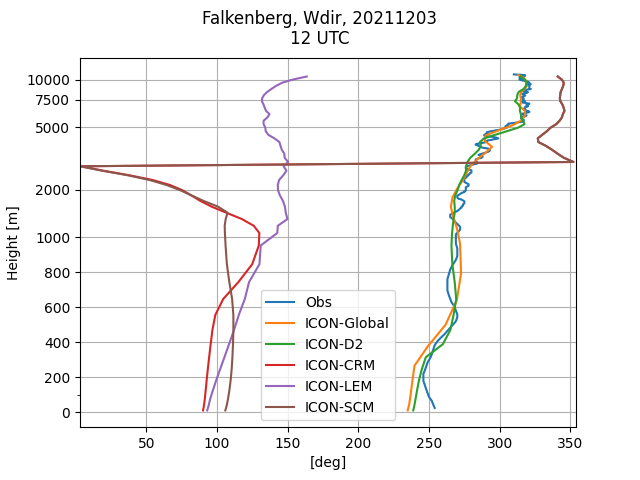 Falkenberg, Wdir, 20211203
12 UTC
10000
7500
5000
2000
1000
800
600
400
200
0
Height [m]
Obs
ICON-Global
ICON-D2
ICON-CRM
ICON-LEM
ICON-SCM
50
100
150
200
250
300
350
[deg]